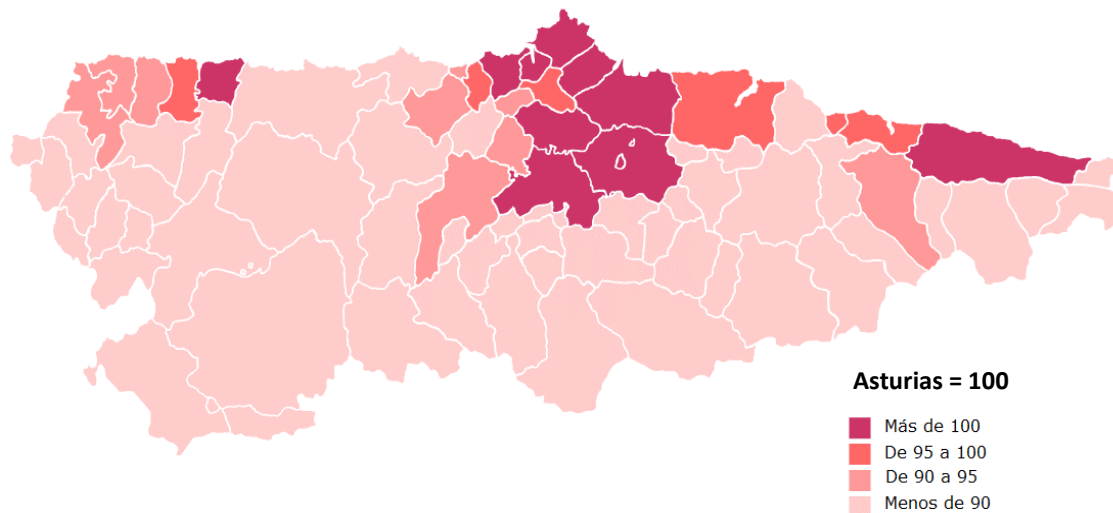 Asturias = 100
Más de 100
De 95 a 100
De 90 a 95
Menos de 90